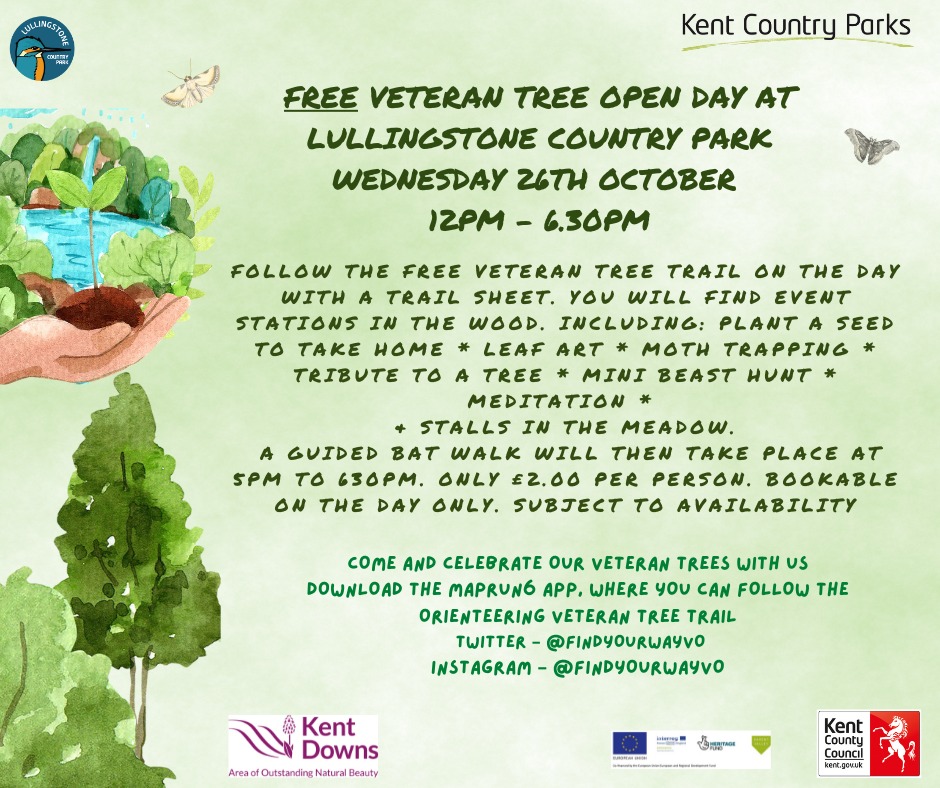 LULLINGSTONE
COUNTRY
PARK
Kent Country Parks
FREE VETERAN TREE OPEN DAY AT
LULLINGSTONE COUNTRY PARK
WEDNESDAY 26TH OCTOBER
12PM - 6.30PM
FOLLOW THE FREE VETERAN TREE TRAIL ON THE DAY
WITH A TRAIL SHEET. YOU WILL FIND EVENT
STATIONS IN THE WOOD. INCLUDING: PLANT A SEED
TO TAKE HOME * LEAF ART * MOTH TRAPPING *
TRIBUTE TO A TREE * MINI BEAST HUNT *
MEDITATION *
+ STALLS IN THE MEADOW.
A GUIDED BAT WALK WILL THEN TAKE PLACE AT
5PM TO 630PM. ONLY £2.00 PER PERSON. BOOKABLE
ON THE DAY ONLY. SUBJECT TO AVAILABILITY
COME AND CELEBRATE OUR VETERAN TREES WITH US
DOWNLOAD THE MAPRUN6 APP, WHERE YOU CAN FOLLOW THE
ORIENTEERING VETERAN TREE TRAIL
TWITTER - @FINDYOURWAYVO
INSTAGRAM - @FINDYOURWAYVO
Kent
Downs
Area of Outstanding Natural Beauty
EUROPEAN UNION
interreg
HERITAGE
FUND
Kent
County
Council
kent.gov.uk